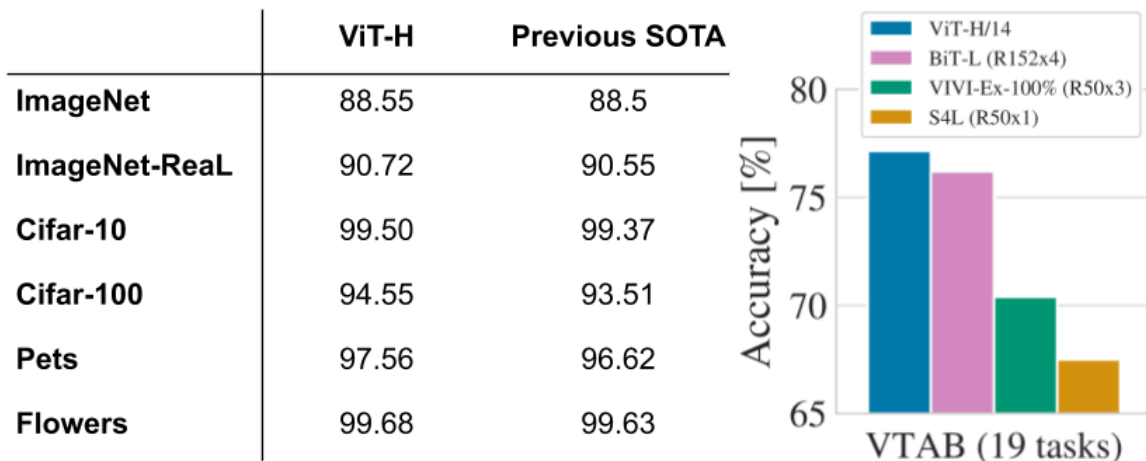 ViT-H Previous SOTA
ImageNet 88.55 88.5
ImageNet-ReaL 90.72 90.55
Cifar-10 99.50 99.37
Cifar-100 94.55 93.51
Pets 97.56 96.62
Flowers 99.68 99.63
ViT-H/14
BiT-L (R152x4)
VIVI-Ex-100% (R50x3)
S4L (R50x1)
Accuracy [%]
80
75
70
65
VTAB (19 tasks)